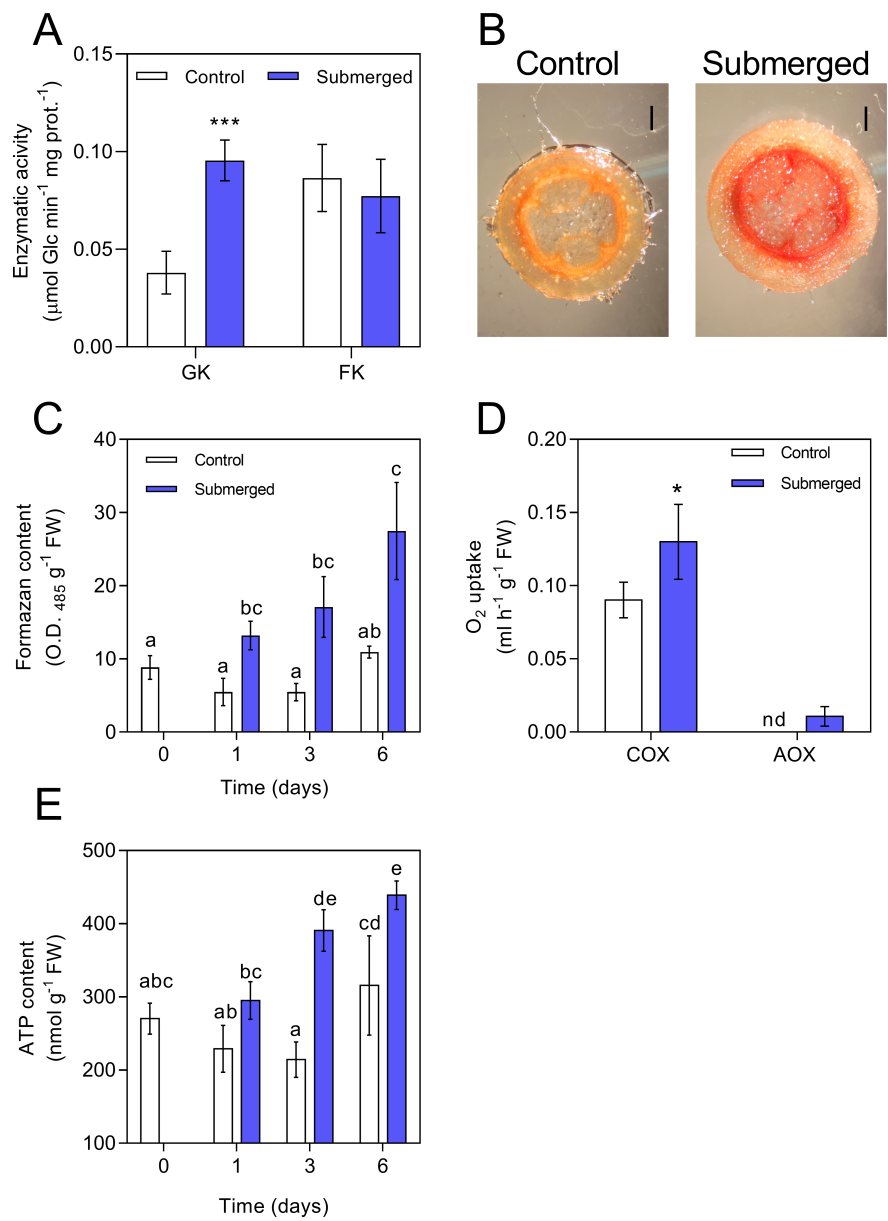 A
0.15
Control
Submerged
***
0.10
0.05
0.00
Enzymatic acivity
(μmol Glc min⁻¹ mg prot.⁻¹)
GK
FK
B
Control
Submerged
C
40
Control
Submerged
c
30
bc
bc
20
a
a
a
ab
10
0
Formazan content
(O.D. ₄₈₅ g⁻¹ FW)
0
1
3
6
Time (days)
D
0.20
Control
Submerged
*
0.15
0.10
0.05
nd
0.00
O₂ uptake
(ml h⁻¹ g⁻¹ FW)
COX
AOX
E
500
e
de
400
cd
abc
bc
ab
a
300
200
100
ATP content
(nmol g⁻¹ FW)
0
1
3
6
Time (days)